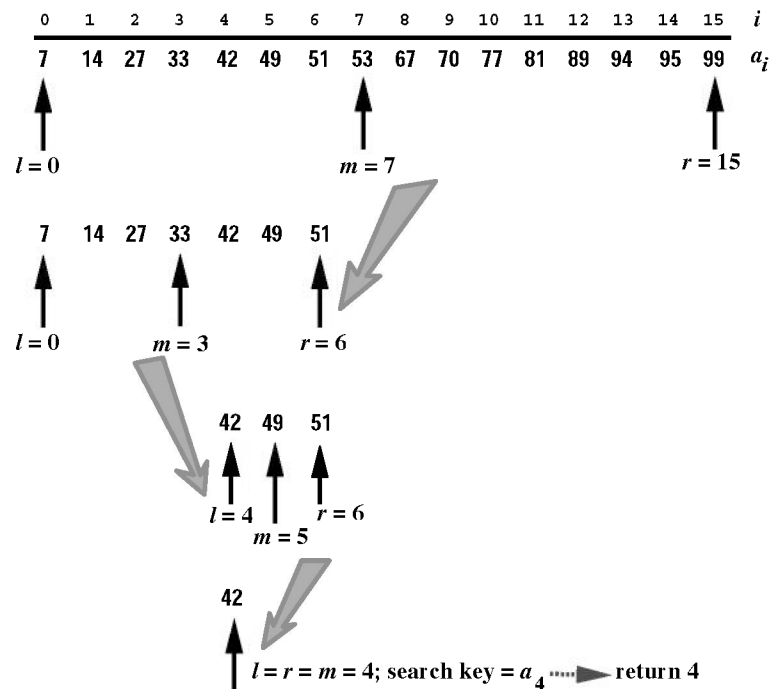 0 1 2 3 4 5 6 7 8 9 10 11 12 13 14 15 i
7 14 27 33 42 49 51 53 67 70 77 81 89 94 95 99 a_i
l = 0 m = 7 r = 15
7 14 27 33 42 49 51
l = 0 m = 3 r = 6
42 49 51
l = 4 r = 6
m = 5
42
l = r = m = 4; search key = a_4 return 4